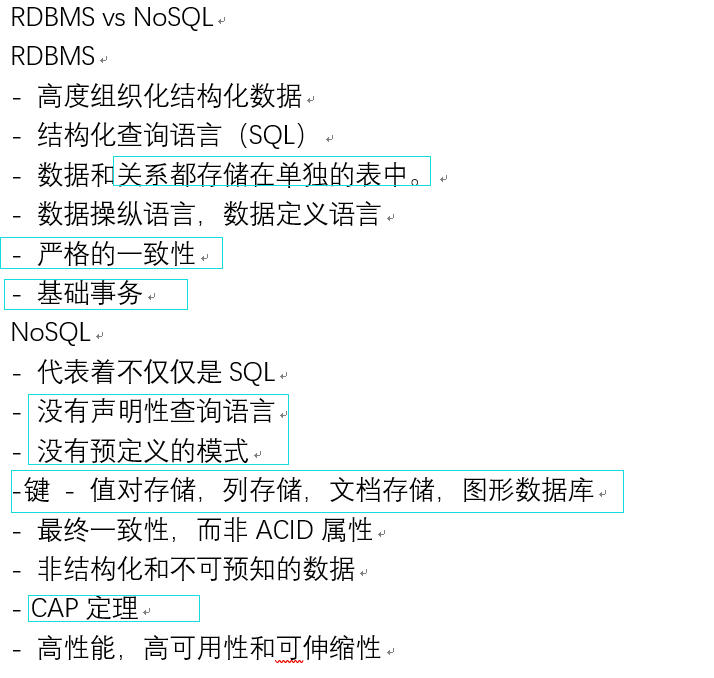 RDBMS vs NoSQL
RDBMS
- 高度组织化结构化数据
- 结构化查询语言（SQL）
- 数据和关系都存储在单独的表中。
- 数据操纵语言，数据定义语言
- 严格的一致性
- 基础事务
NoSQL
- 代表着不仅仅是 SQL
- 没有声明性查询语言
- 没有预定义的模式
-键 - 值对存储，列存储，文档存储，图形数据库
- 最终一致性，而非 ACID 属性
- 非结构化和不可预知的数据
- CAP 定理
- 高性能，高可用性和可伸缩性